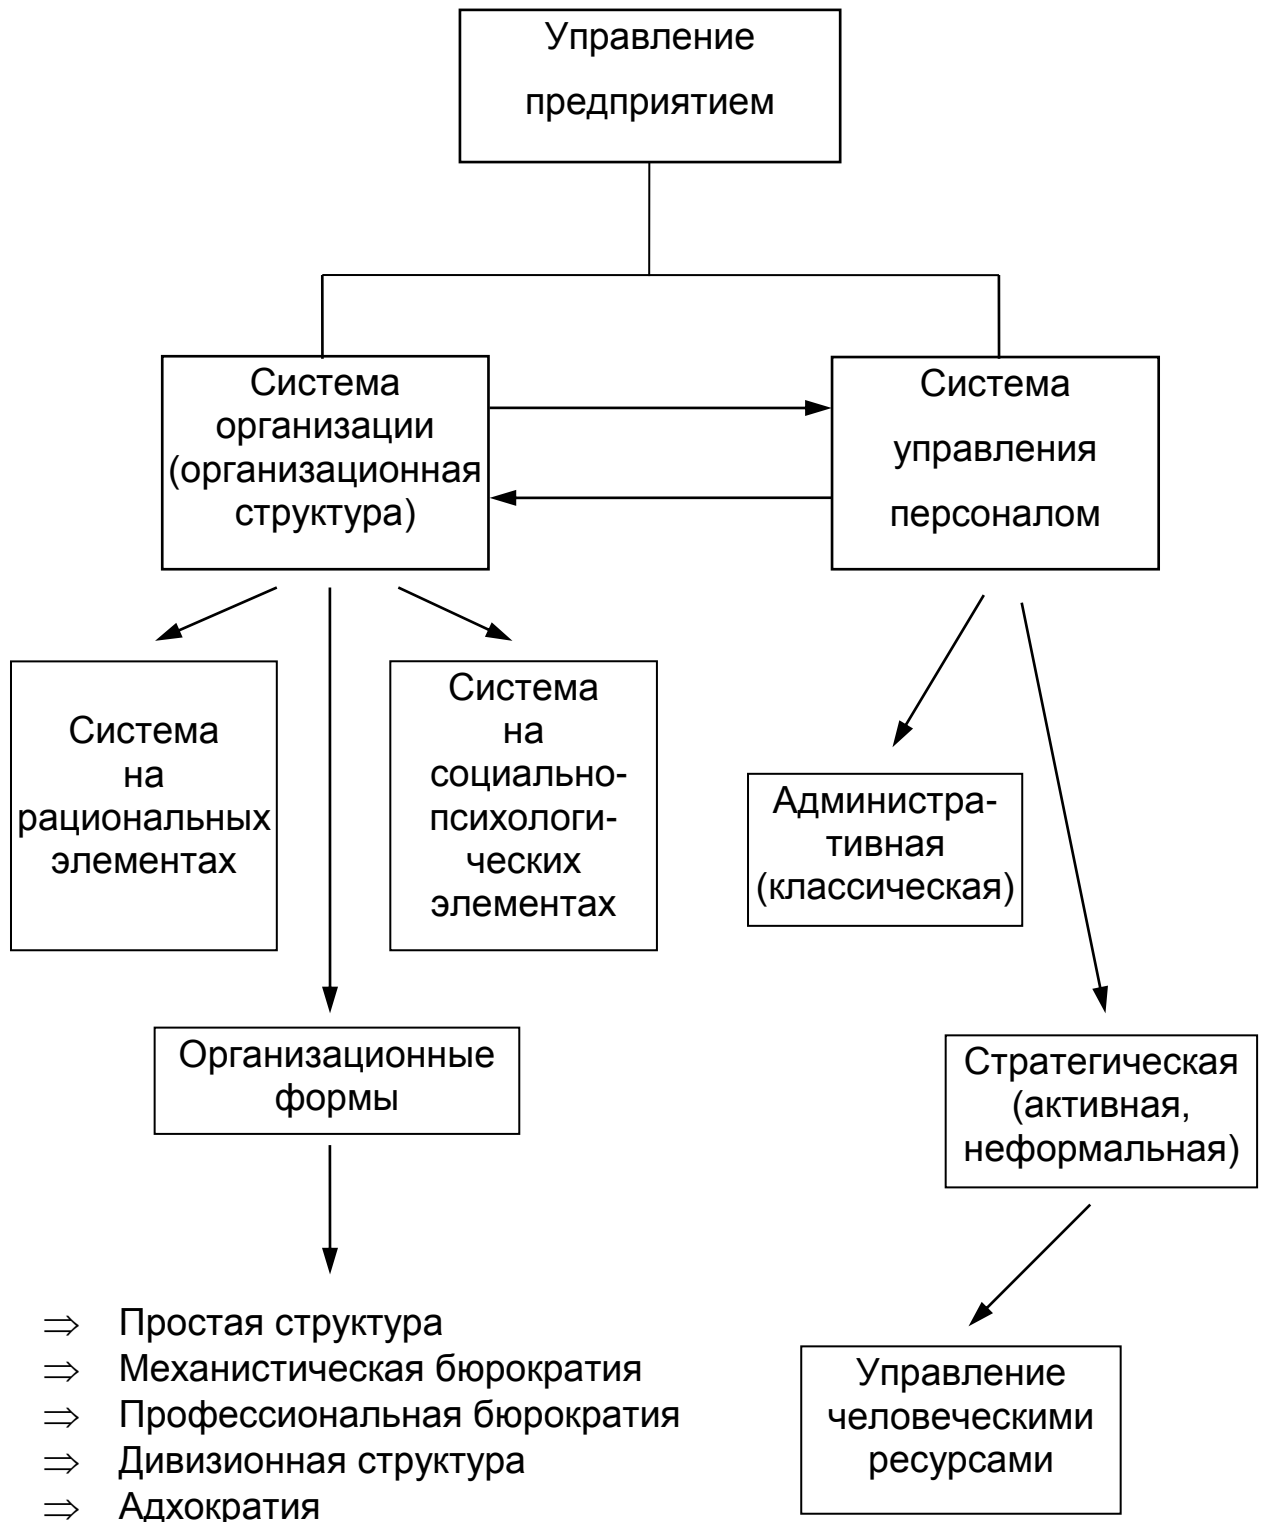 Управление
предприятием
Система
организации
(организационная
структура)
Система
управления
персоналом
Система
на
рациональных
элементах
Система
на
социально-
психологи-
ческих
элементах
Администра-
тивная
(классическая)
Организационные
формы
Стратегическая
(активная,
неформальная)
⇒ Простая структура
⇒ Механистическая бюрократия
⇒ Профессиональная бюрократия
⇒ Дивизионная структура
⇒ Адхократия
Управление
человеческими
ресурсами